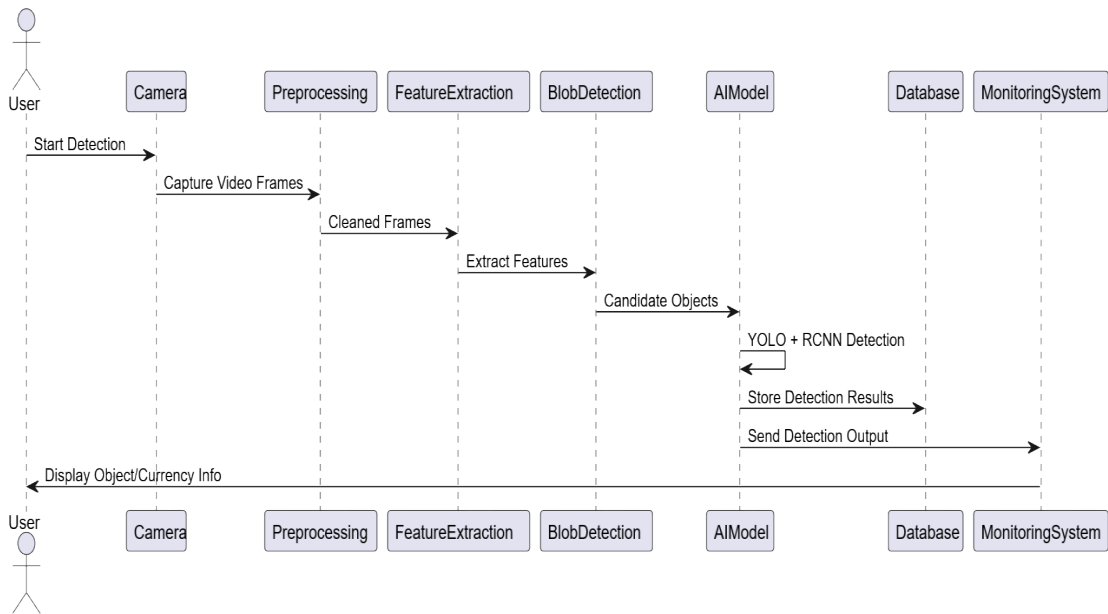 User
Camera
Preprocessing
FeatureExtraction
BlobDetection
AIModel
Database
MonitoringSystem
Start Detection
Capture Video Frames
Cleaned Frames
Extract Features
Candidate Objects
YOLO + RCNN Detection
Store Detection Results
Send Detection Output
Display Object/Currency Info
User
Camera
Preprocessing
FeatureExtraction
BlobDetection
AIModel
Database
MonitoringSystem